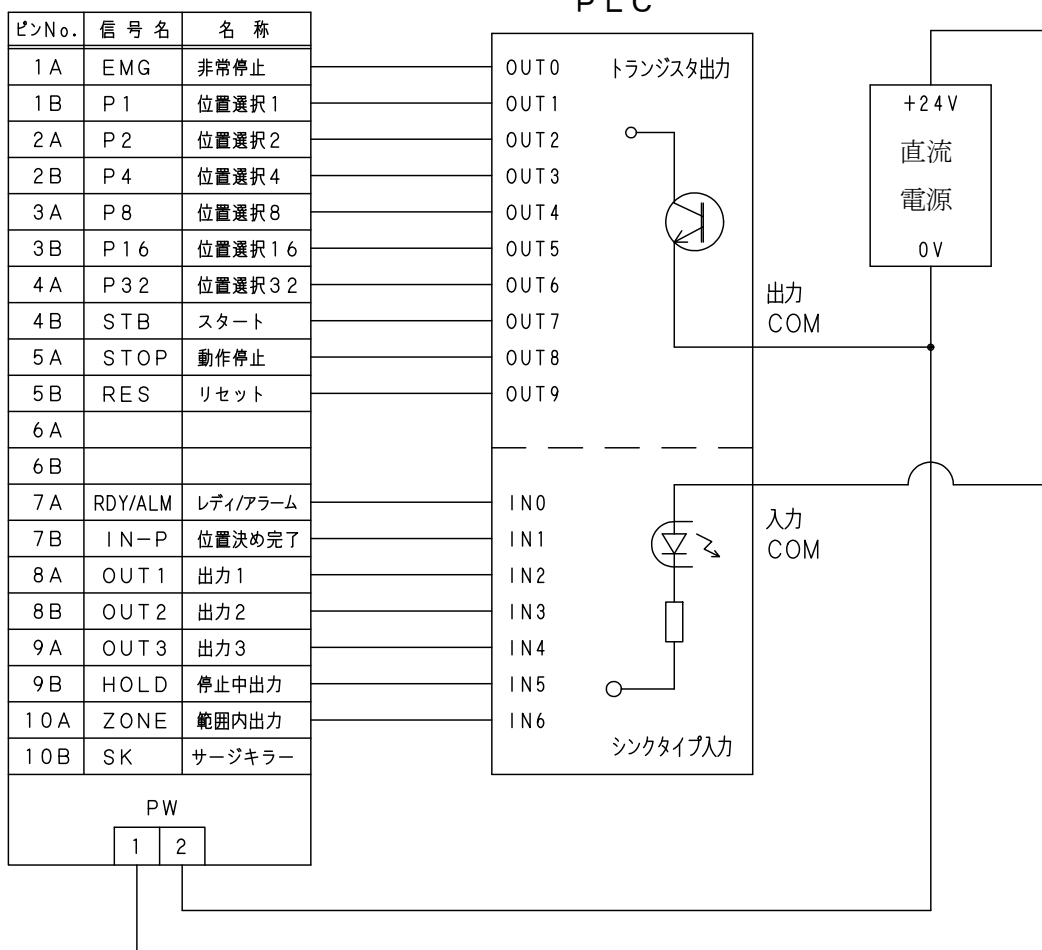 PLC
ピンNo. 信号名 名称
1A EMG 非常停止 OUT0 トランジスタ出力
1B P1 位置選択1 OUT1
2A P2 位置選択2 OUT2
2B P4 位置選択4 OUT3
3A P8 位置選択8 OUT4
3B P16 位置選択16 OUT5
4A P32 位置選択32 OUT6
4B STB スタート OUT7
5A STOP 動作停止 OUT8
5B RES リセット OUT9
6A
6B
7A RDY/ALM レディ/アラーム IN0
7B IN-P 位置決め完了 IN1
8A OUT1 出力1 IN2
8B OUT2 出力2 IN3
9A OUT3 出力3 IN4
9B HOLD 停止中出力 IN5
10A ZONE 範囲内出力 IN6
10B SK サージキラー
シンクタイプ入力
+24V
直流
電源
0V
出力
COM
入力
COM
PW
1 2